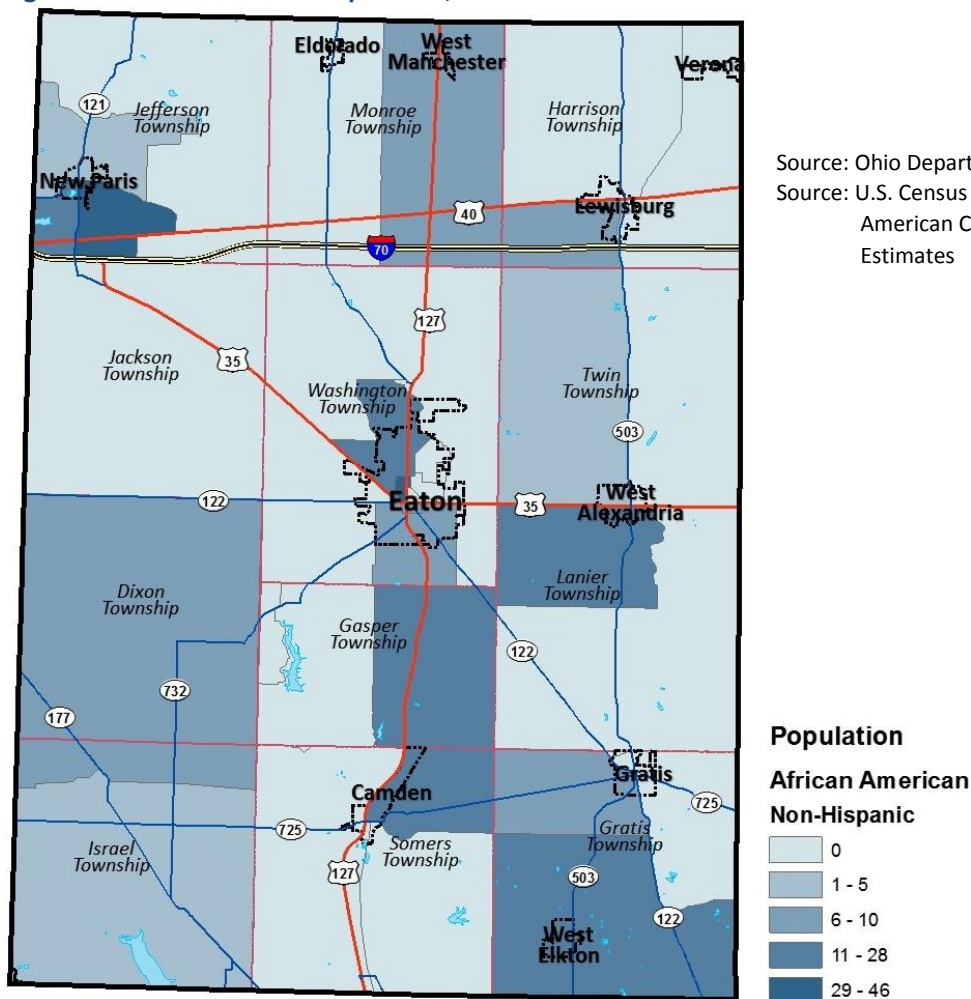 Eldorado
West
Manchester
Verona
121
Jefferson
Township
Monroe
Township
Harrison
Township
New Paris
40
Lewisburg
70
127
Jackson
Township
35
Washington
Township
Twin
Township
503
122
Eaton
35
West
Alexandria
Dixon
Township
Lanier
Township
Gasper
Township
122
732
177
Camden
Gratis
725
725
Israel
Township
Somers
Township
Gratis
Township
127
503
122
West
Elkton
Source: Ohio
Source: U.S. Census
American
Estimates
Population
African American
Non-Hispanic
0
1 - 5
6 - 10
11 - 28
29 - 46